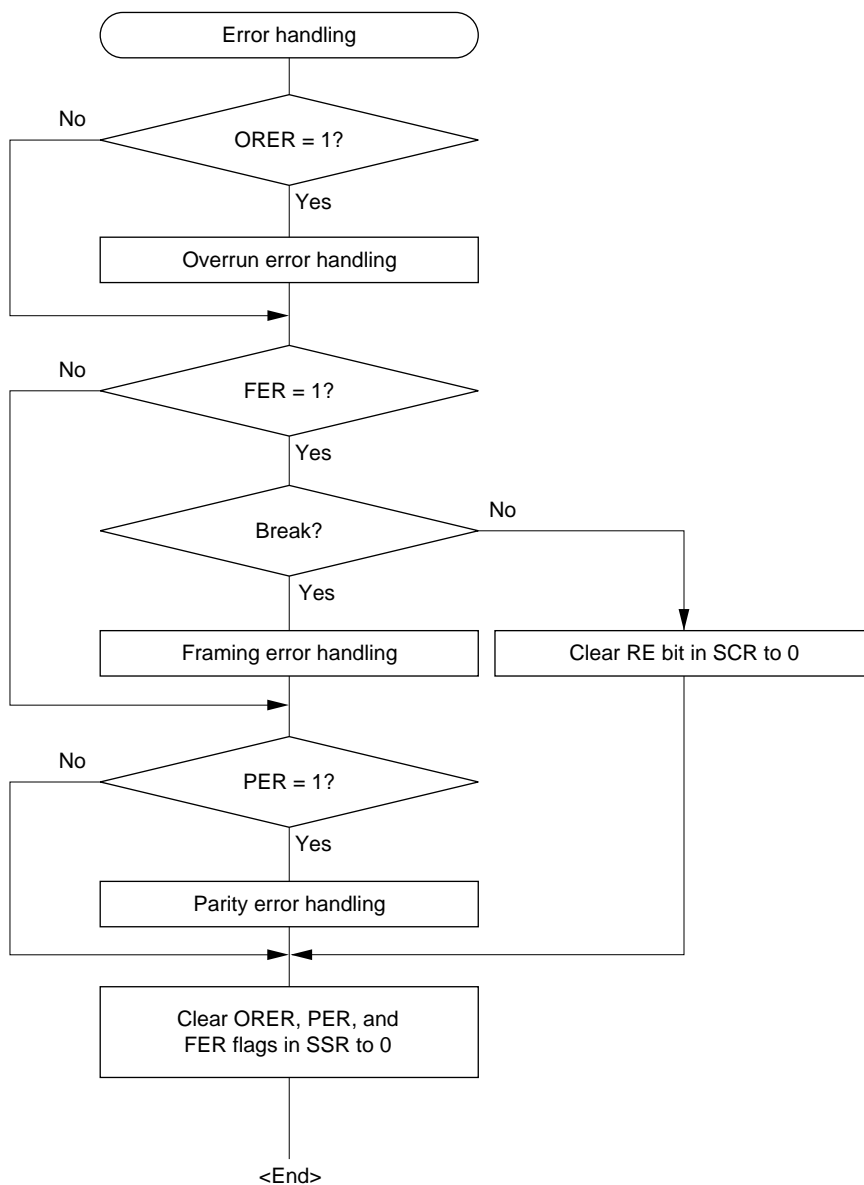 Error handling
No
ORER = 1?
Yes
Overrun error handling
No
FER = 1?
Yes
Break?
No
Yes
Framing error handling
Clear RE bit in SCR to 0
No
PER = 1?
Yes
Parity error handling
Clear ORER, PER, and
FER flags in SSR to 0
<End>